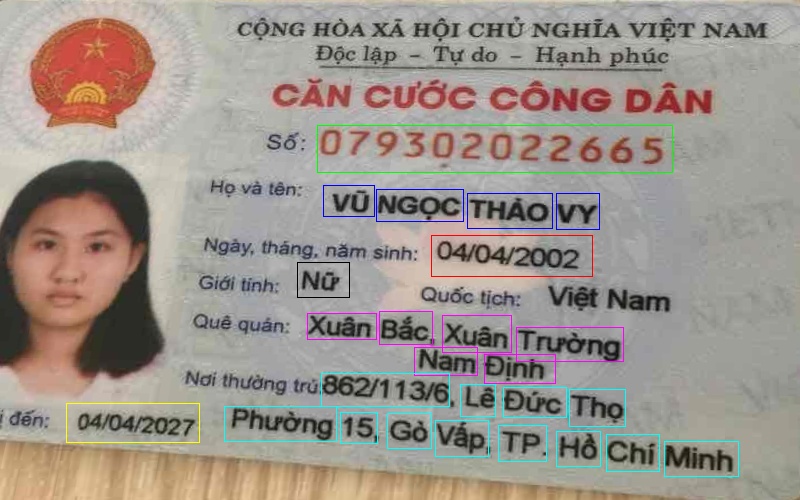 CỘNG HÒA XÃ HỘI CHỦ NGHĨA VIỆT NAM
Độc lập – Tự do – Hạnh phúc
CĂN CƯỚC CÔNG DÂN
Số: 079302022665
Họ và tên: VŨ NGỌC THẢO VY
Ngày, tháng, năm sinh: 04/04/2002
Giới tính: Nữ Quốc tịch: Việt Nam
Quê quán: Xuân Bắc, Xuân Trường
Nam Định
Nơi thường trú: 862/113/6, Lê Đức Thọ
đến: 04/04/2027 Phường 15, Gò Vấp, TP. Hồ Chí Minh